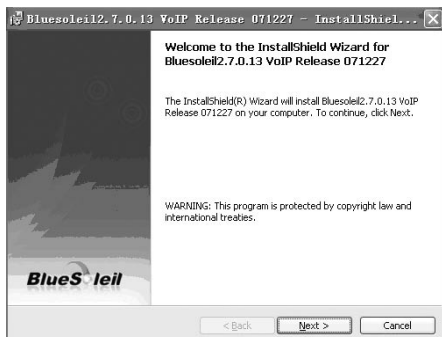 Bluesoleil2.7.0.13 VoIP Release 071227 - InstallShiel...
Welcome to the InstallShield Wizard for
Bluesoleil2.7.0.13 VoIP Release 071227
The InstallShield(R) Wizard will install Bluesoleil2.7.0.13 VoIP
Release 071227 on your computer. To continue, click Next.
WARNING: This program is protected by copyright law and
international treaties.
BlueSoleil
< Back
Next >
Cancel